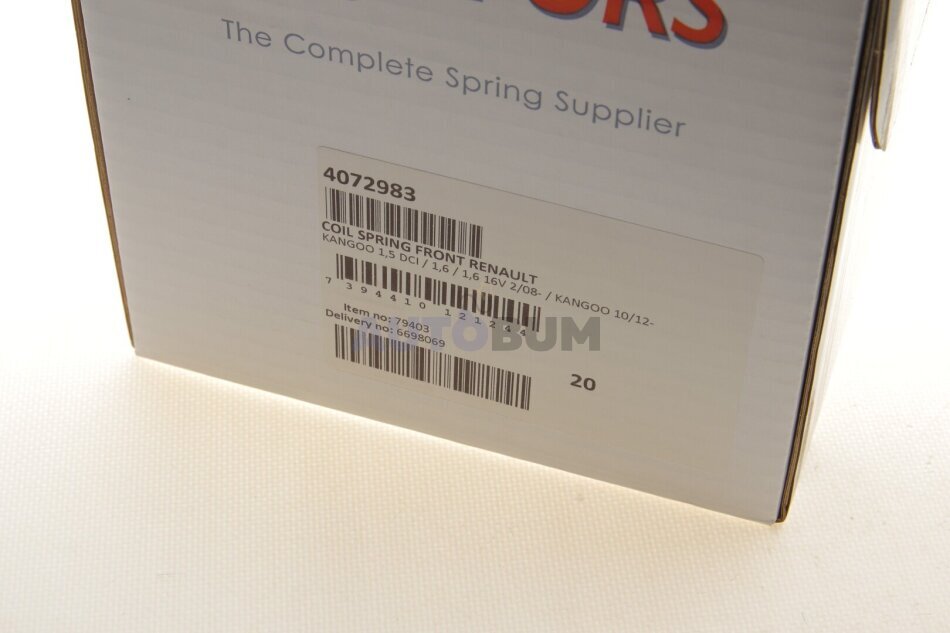 ORS
The Complete Spring Supplier
4072983
COIL SPRING FRONT RENAULT
KANGOO 1,5 DCI / 1,6 / 1,6 16V 2/08- / KANGOO 10/12-
7 394410 121244
Item no: 79403
Delivery no: 6698069
AUTOBUM
20